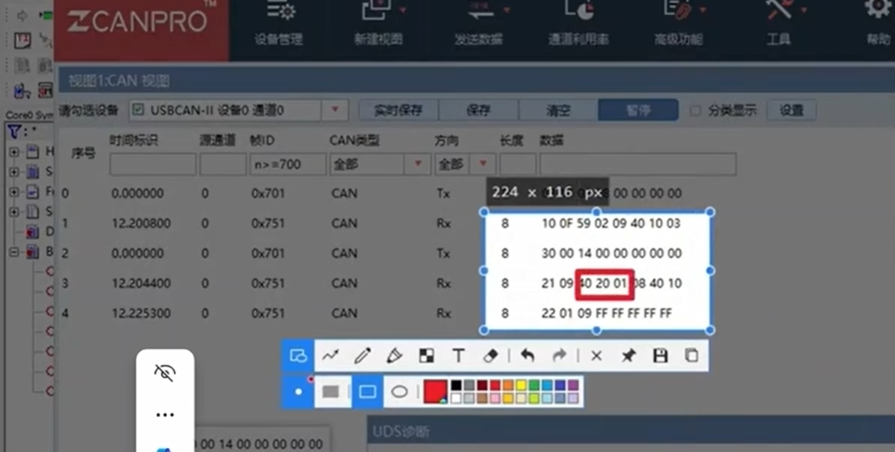 ZCANPRO™
设备管理 新建视图 发送数据 通道利用率 高级功能 工具 帮助
视图1:CAN 视图
Core0 Sym
请勾选设备 USBCAN-II 设备0 通道0 实时保存 保存 清空 暂停 分类显示 设置
序号 时间标识 源通道 帧ID CAN类型 方向 长度 数据
n>=700 全部 全部
0 0.000000 0 0x701 CAN Tx 00 00 00 00
224 x 116 px
1 12.200800 0 0x751 CAN Rx 8 10 0F 59 02 09 40 10 03
2 0.000000 0 0x701 CAN Tx 8 30 00 14 00 00 00 00 00
3 12.204400 0 0x751 CAN Rx 8 21 09 40 20 01 08 40 10
4 12.225300 0 0x751 CAN Rx 8 22 01 09 FF FF FF FF FF
T
UDS诊断
00 14 00 00 00 00 00